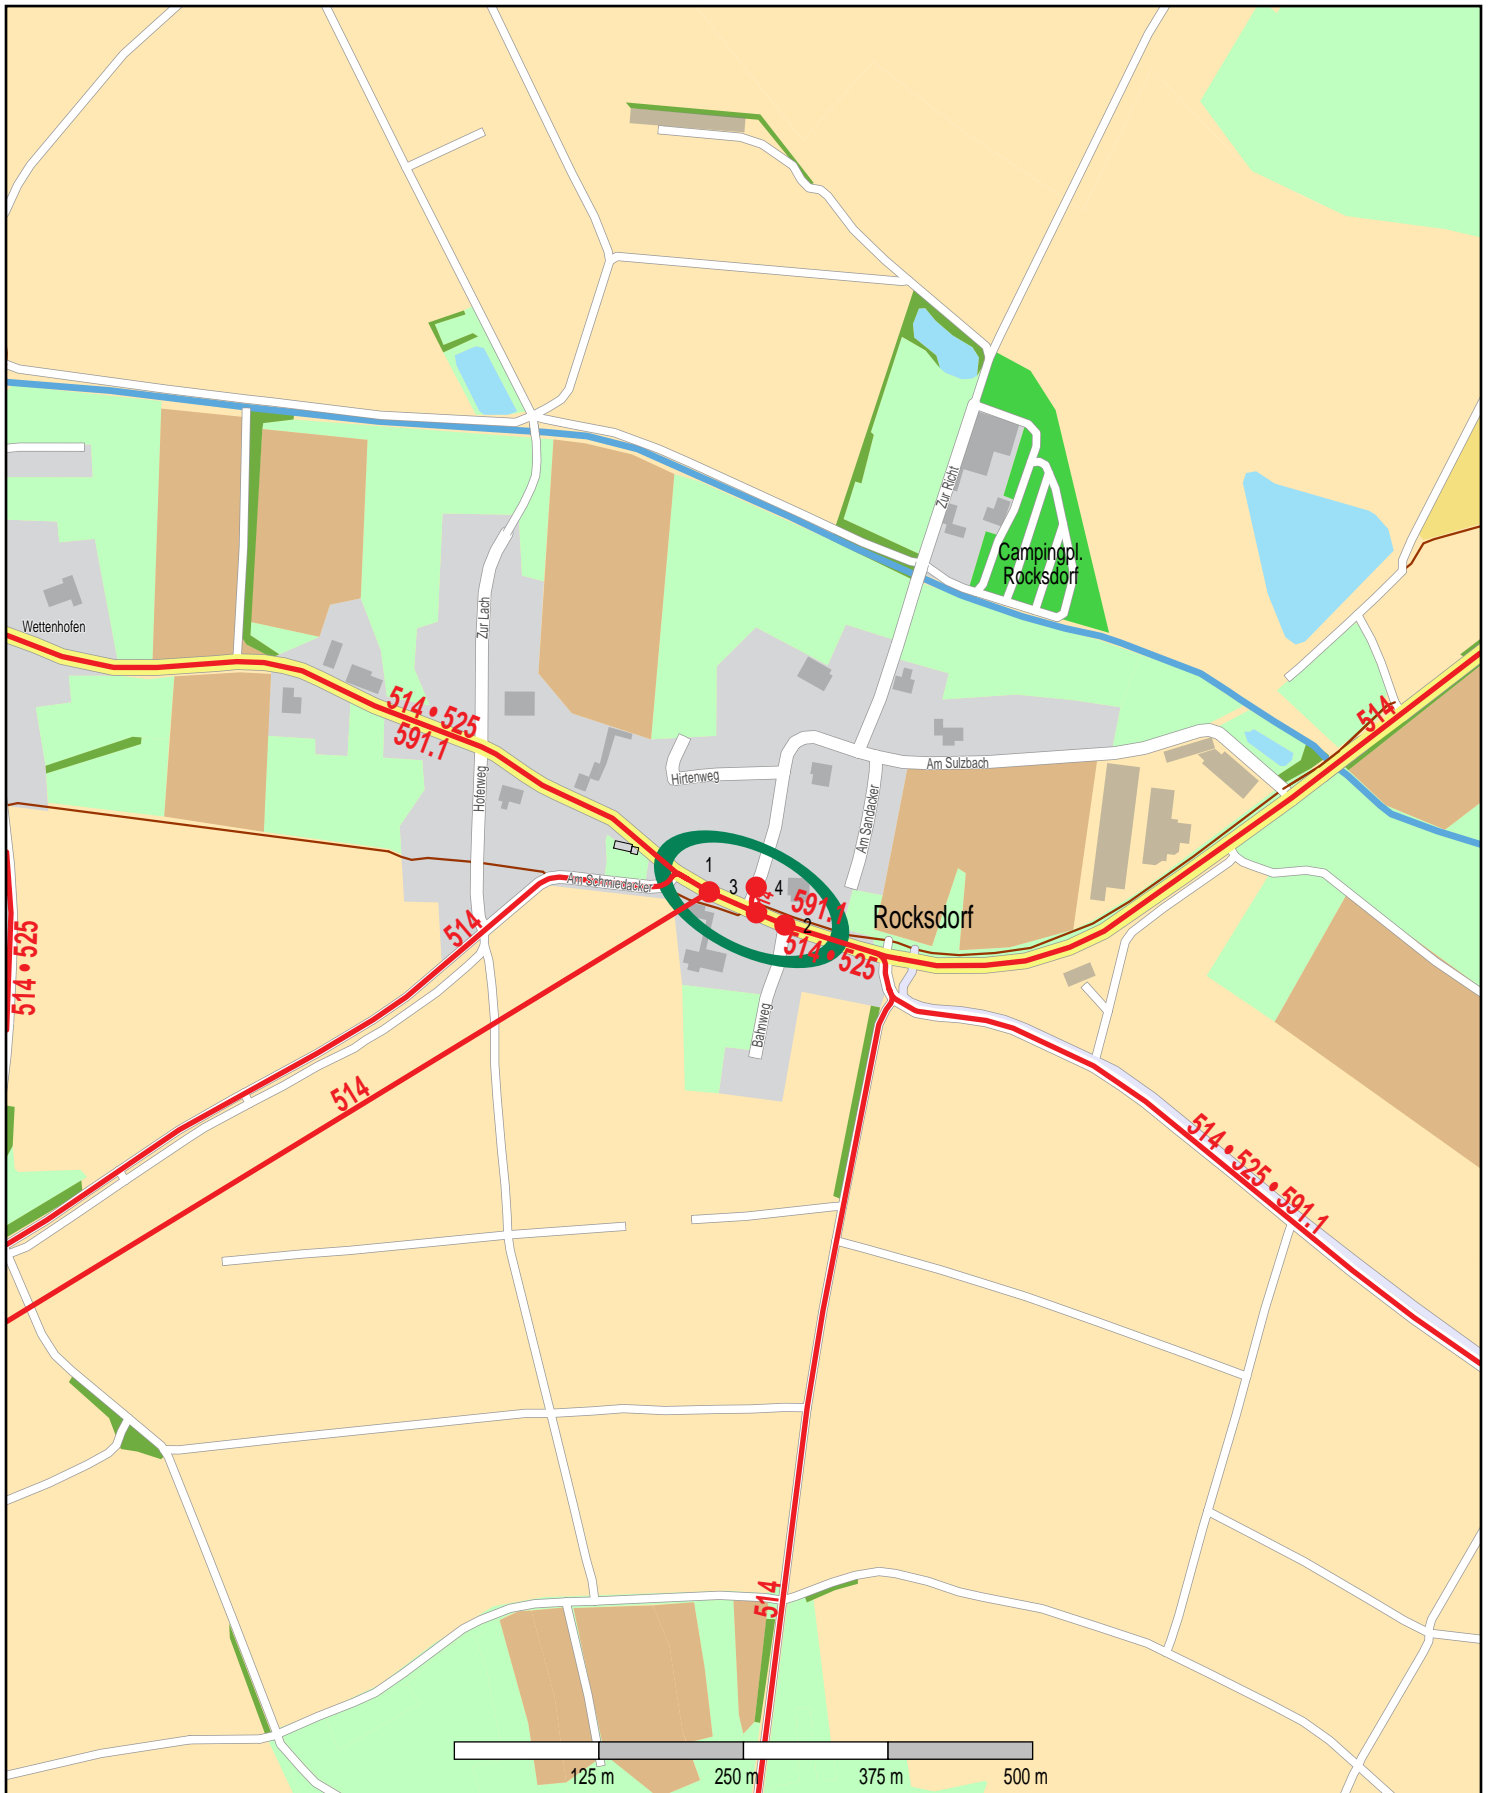 Zur Richt
Campingpl.
Rocksdorf
Wettenhofen
Zur Lach
514 • 525
591.1
514
Am Sulzbach
Hirtenweg
Hoferweg
Am Sandacker
1
3
4
Am Schmiedacker
14
591.1
2
Rocksdorf
514
514 • 525
514 • 525
Bahnweg
514
514 • 525 • 591.1
514
125 m
250 m
375 m
500 m